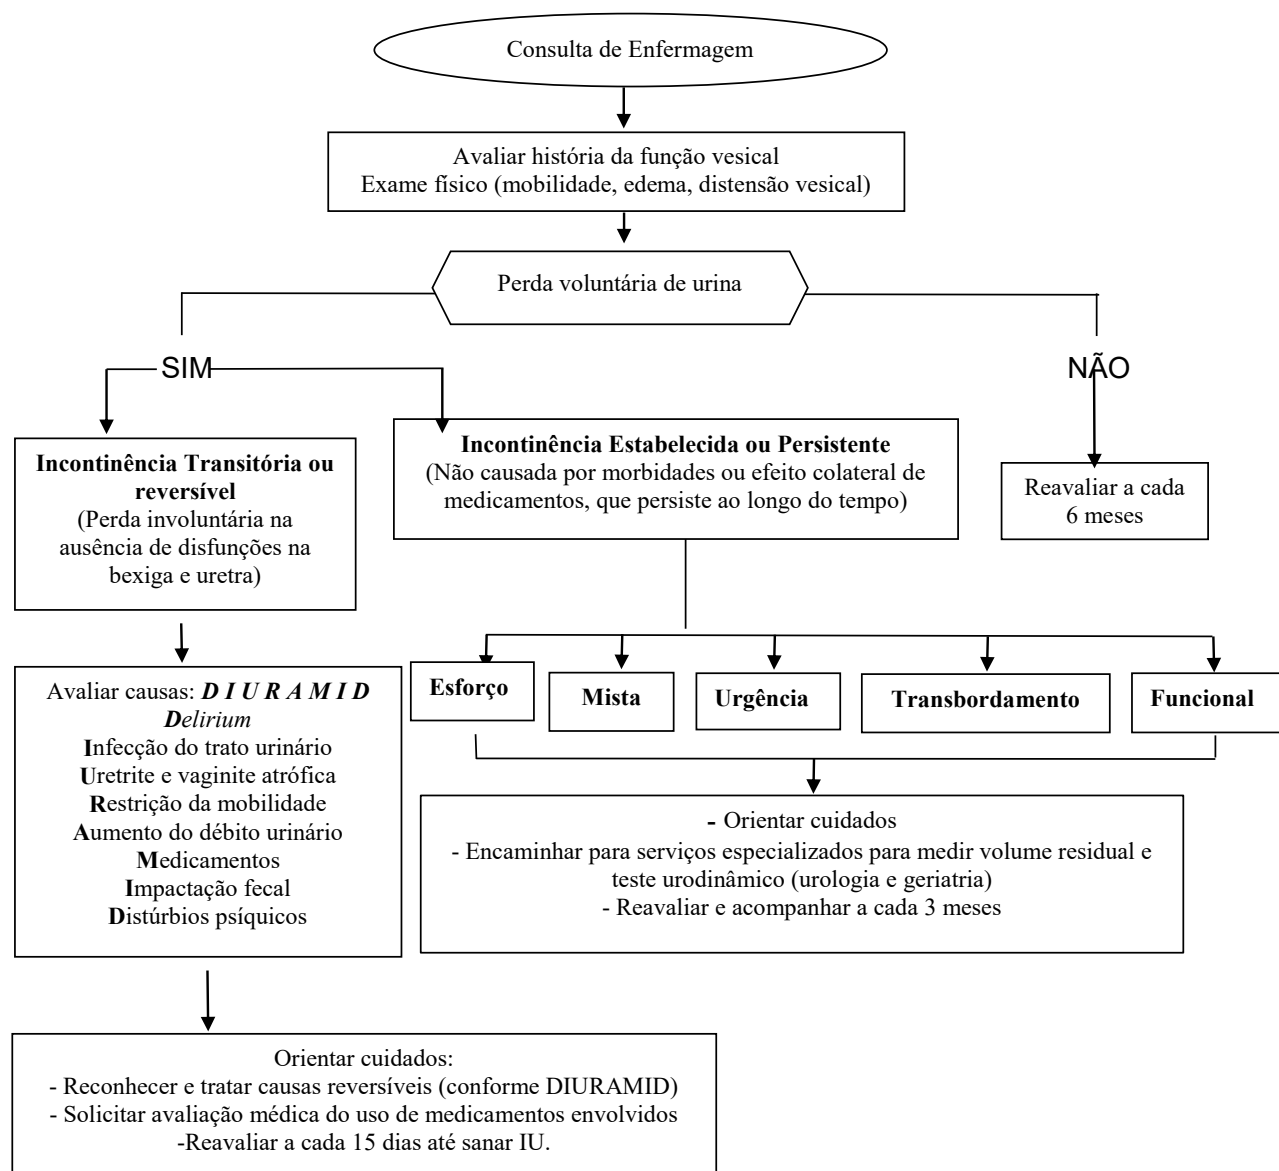 Consulta de Enfermagem
Avaliar história da função vesical
Exame físico (mobilidade, edema, distensão vesical)
Perda voluntária de urina
SIM
NÃO
Incontinência Transitória ou
reversível
(Perda involuntária na
ausência de disfunções na
bexiga e uretra)
Incontinência Estabelecida ou Persistente
(Não causada por morbidades ou efeito colateral de
medicamentos, que persiste ao longo do tempo)
Reavaliar a cada
6 meses
Avaliar causas: D I U R A M I D
Delirium
Infecção do trato urinário
Uretrite e vaginite atrófica
Restrição da mobilidade
Aumento do débito urinário
Medicamentos
Impactação fecal
Distúrbios psíquicos
Esforço
Mista
Urgência
Transbordamento
Funcional
- Orientar cuidados
- Encaminhar para serviços especializados para medir volume residual e
teste urodinâmico (urologia e geriatria)
- Reavaliar e acompanhar a cada 3 meses
Orientar cuidados:
- Reconhecer e tratar causas reversíveis (conforme DIURAMID)
- Solicitar avaliação médica do uso de medicamentos envolvidos
-Reavaliar a cada 15 dias até sanar IU.